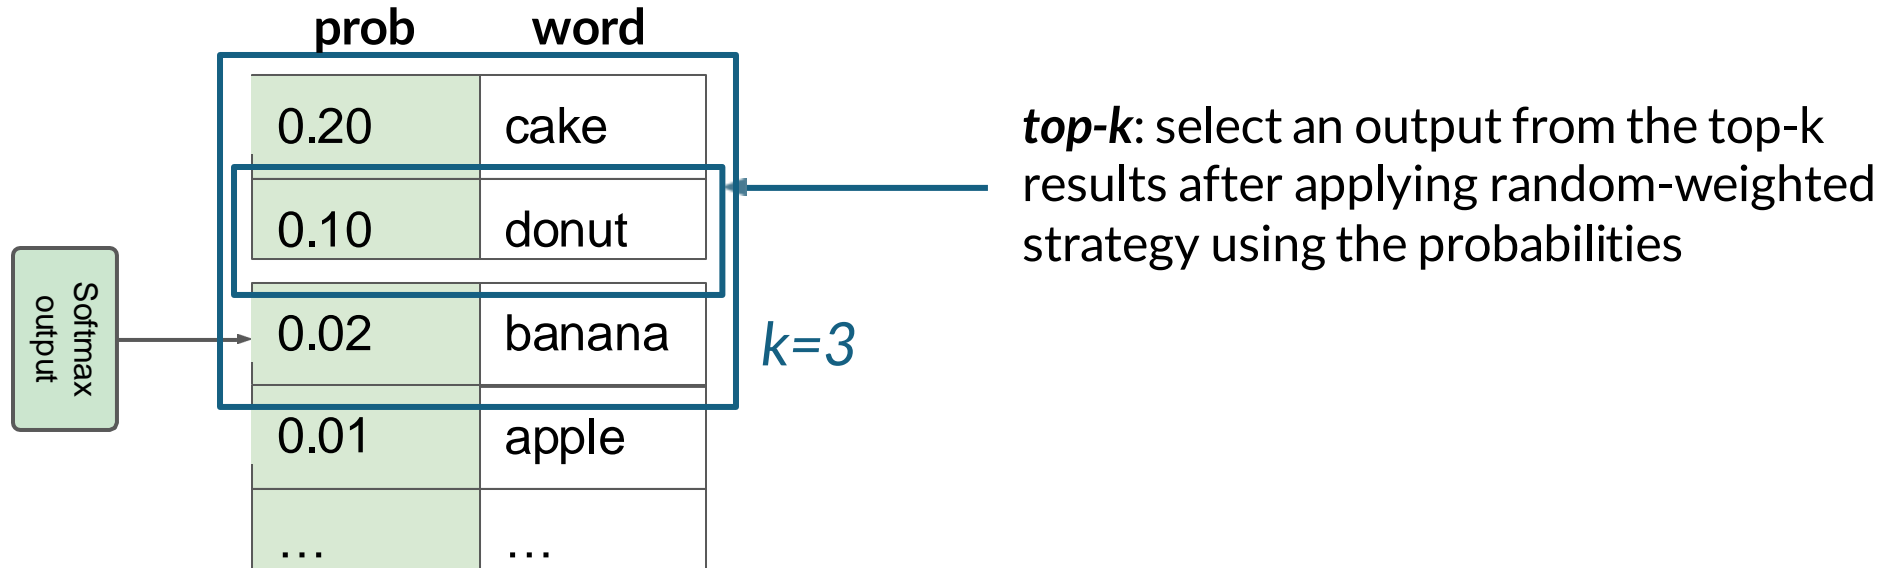 prob word
0.20 cake
0.10 donut
0.02 banana
0.01 apple
... ...
Softmax
output
k=3
top-k: select an output from the top-k
results after applying random-weighted
strategy using the probabilities